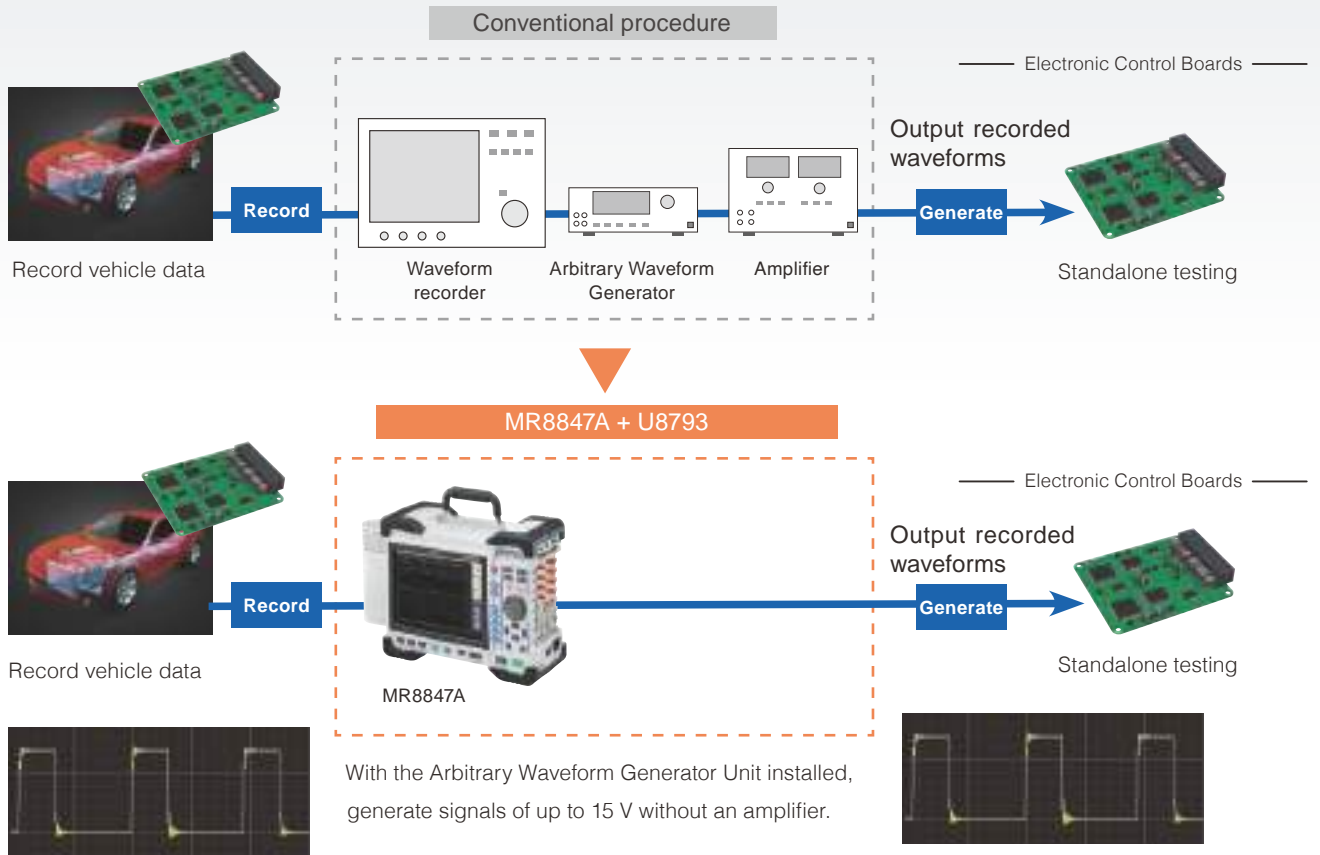 Conventional procedure
Electronic Control Boards
Output recorded
waveforms
Record
Generate
Record vehicle data
Waveform
recorder
Arbitrary Waveform
Generator
Amplifier
Standalone testing
MR8847A + U8793
Electronic Control Boards
Output recorded
waveforms
Record
Generate
Record vehicle data
MR8847A
Standalone testing
With the Arbitrary Waveform Generator Unit installed,
generate signals of up to 15 V without an amplifier.